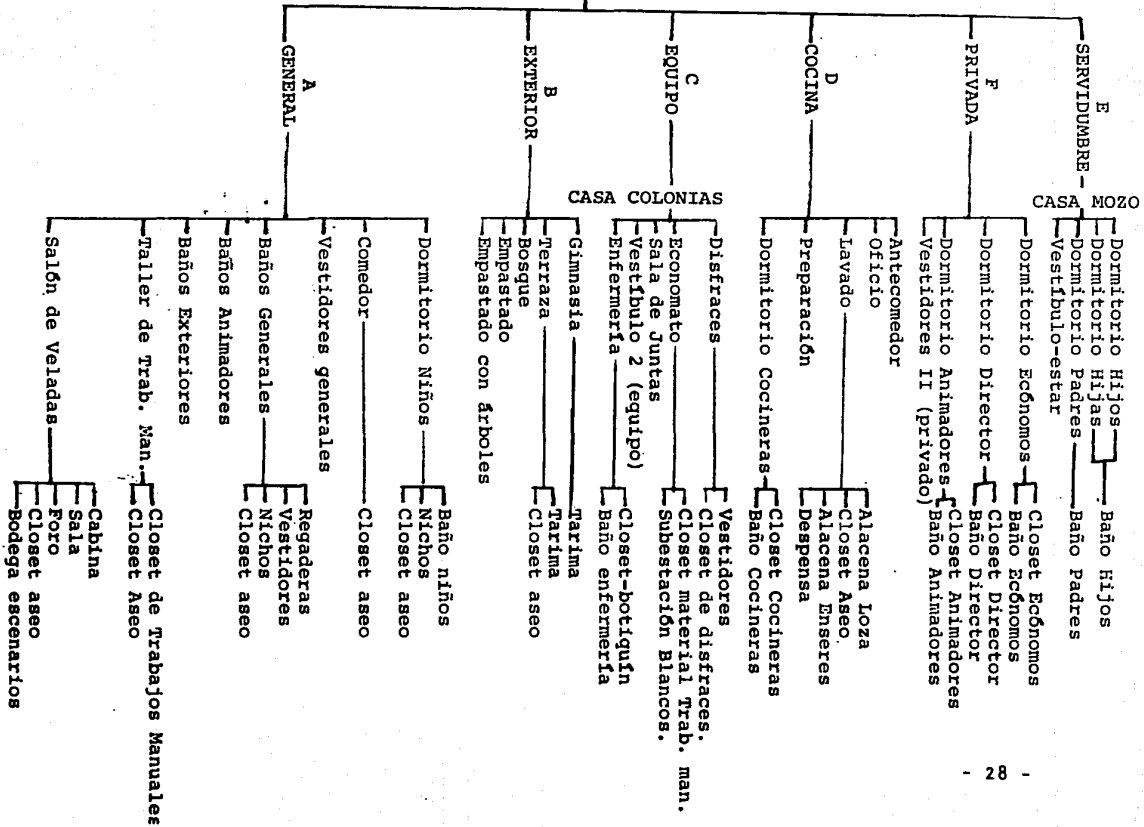 A
GENERAL
B
EXTERIOR
C
EQUIPO
D
COCINA
F
PRIVADA
E
SERVIDUMBRE
CASA COLONIAS
CASA MOZO
Salón de Veladas
Cabina
Sala
Foro
Closet aseo
Bodega escenarios
Taller de Trab. Man.
Closet de Trabajos Manuales
Closet Aseo
Baños Exteriores
Baños Animadores
Baños Generales
Regaderas
Vestidores
Nichos
Closet aseo
Vestidores generales
Comedor
Closet aseo
Dormitorio Niños
Baño niños
Nichos
Closet aseo
Empastado con árboles
Empastado
Bosque
Terraza
Tarima
Closet aseo
Gimnasia
Tarima
Enfermería
Closet-botiquín
Baño enfermería
Vestíbulo 2 (equipo)
Sala de Juntas
Economato
Closet material Trab. man.
Subestación Blancos.
Disfraces
Vestidores
Closet de disfraces.
Dormitorio Cocineras
Closet Cocineras
Baño Cocineras
Preparación
Lavado
Alacena Loza
Closet Aseo
Alacena Enseres
Despensa
Oficio
Antecomedor
Vestidores II (privado)
Dormitorio Animadores
Closet Animadores
Baño Animadores
Dormitorio Director
Closet Director
Baño Director
Dormitorio Ecónomos
Closet Ecónomos
Baño Ecónomos
Vestíbulo-estar
Dormitorio Padres
Baño Padres
Dormitorio Hijas
Dormitorio Hijos
Baño Hijos
- 28 -